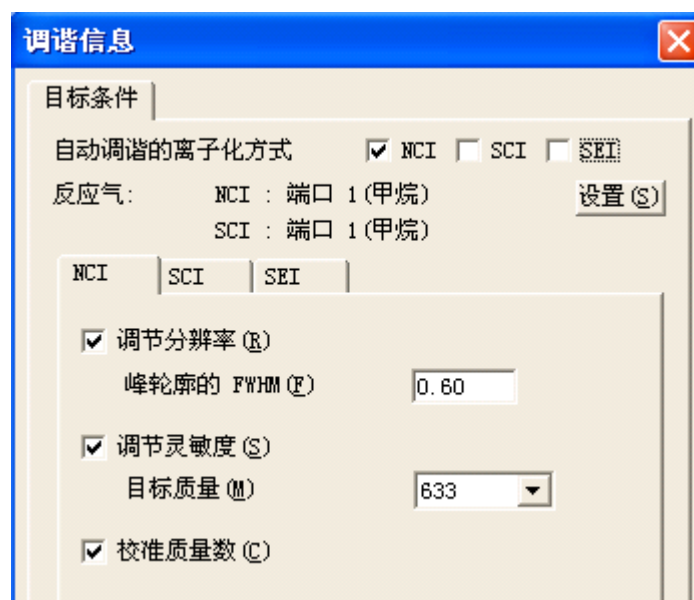 调谐信息
目标条件
自动调谐的离子化方式 NCI SCI SEI
反应气: NCI : 端口 1(甲烷) 设置(S)
SCI : 端口 1(甲烷)
NCI SCI SEI
调节分辨率(R)
峰轮廓的 FWHM(F) 0.60
调节灵敏度(S)
目标质量(M) 633
校准质量数(C)